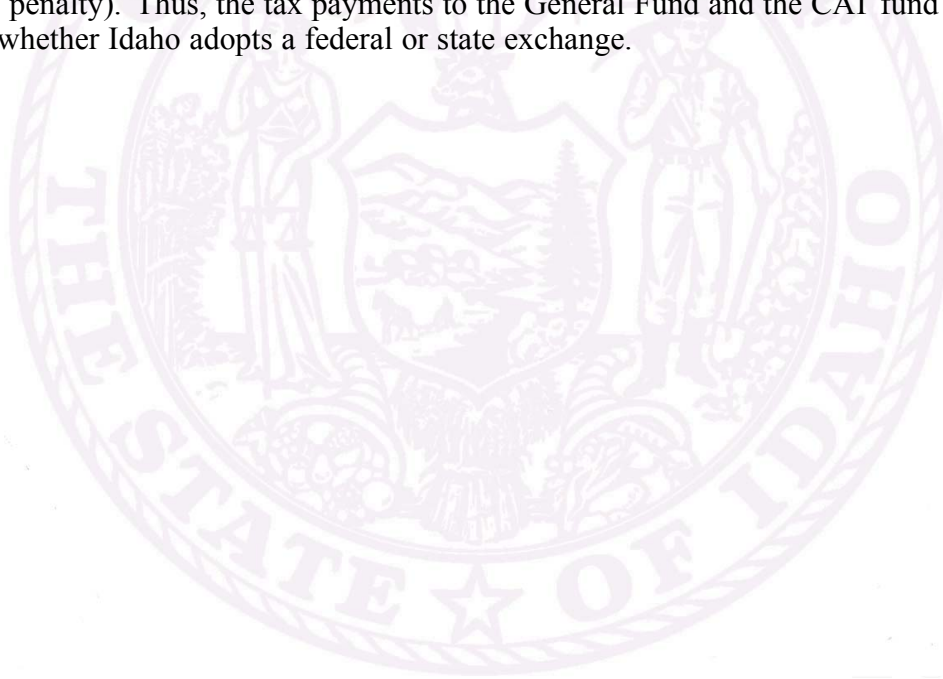 penalty). Thus, the tax payments to the General Fund and the CAT fund
whether Idaho adopts a federal or state exchange.
THE STATE ★ OF IDAHO